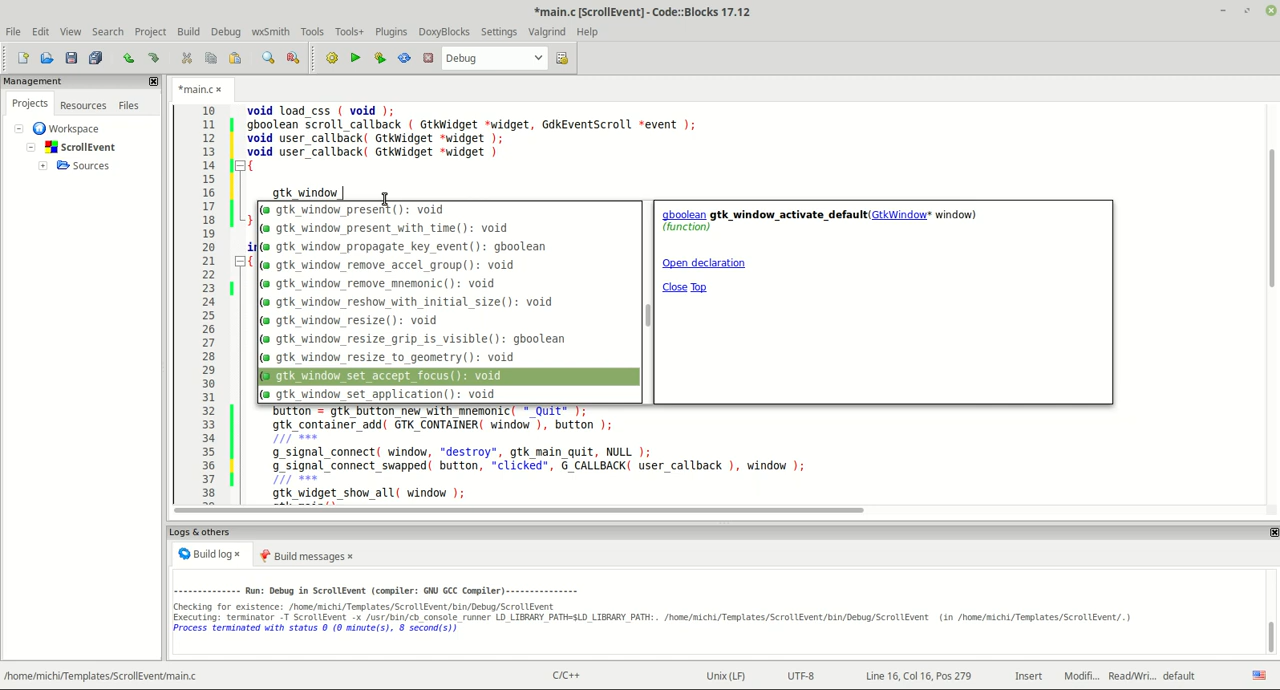 *main.c [ScrollEvent] - Code::Blocks 17.12
File Edit View Search Project Build Debug wxSmith Tools Tools+ Plugins DoxyBlocks Settings Valgrind Help
Debug
Management
*main.c ×
Projects Resources Files
Workspace
ScrollEvent
Sources
10 void load_css ( void );
11 gboolean scroll_callback ( GtkWidget *widget, GdkEventScroll *event );
12 void user_callback( GtkWidget *widget );
13 void user_callback( GtkWidget *widget )
14 {
15
16 gtk_window_
17
18 }
19
20 in
21 {
22
23
24
25
26
27
28
29
30
31
gtk_window_present(): void
gtk_window_present_with_time(): void
gtk_window_propagate_key_event(): gboolean
gtk_window_remove_accel_group(): void
gtk_window_remove_mnemonic(): void
gtk_window_reshow_with_initial_size(): void
gtk_window_resize(): void
gtk_window_resize_grip_is_visible(): gboolean
gtk_window_resize_to_geometry(): void
gtk_window_set_accept_focus(): void
gtk_window_set_application(): void
gboolean gtk_window_activate_default(GtkWindow* window)
(function)
Open declaration
Close Top
32 button = gtk_button_new_with_mnemonic( "_Quit" );
33 gtk_container_add( GTK_CONTAINER( window ), button );
34 /// ***
35 g_signal_connect( window, "destroy", gtk_main_quit, NULL );
36 g_signal_connect_swapped( button, "clicked", G_CALLBACK( user_callback ), window );
37 /// ***
38 gtk_widget_show_all( window );
Logs & others
Build log × Build messages ×
-------------- Run: Debug in ScrollEvent (compiler: GNU GCC Compiler)---------------
Checking for existence: /home/michi/Templates/ScrollEvent/bin/Debug/ScrollEvent
Executing: terminator -T ScrollEvent -x /usr/bin/cb_console_runner LD_LIBRARY_PATH=$LD_LIBRARY_PATH:. /home/michi/Templates/ScrollEvent/bin/Debug/ScrollEvent  (in /home/michi/Templates/ScrollEvent/.)
Process terminated with status 0 (0 minute(s), 8 second(s))
/home/michi/Templates/ScrollEvent/main.c C/C++ Unix (LF) UTF-8 Line 16, Col 16, Pos 279 Insert Modifi... Read/Wri... default